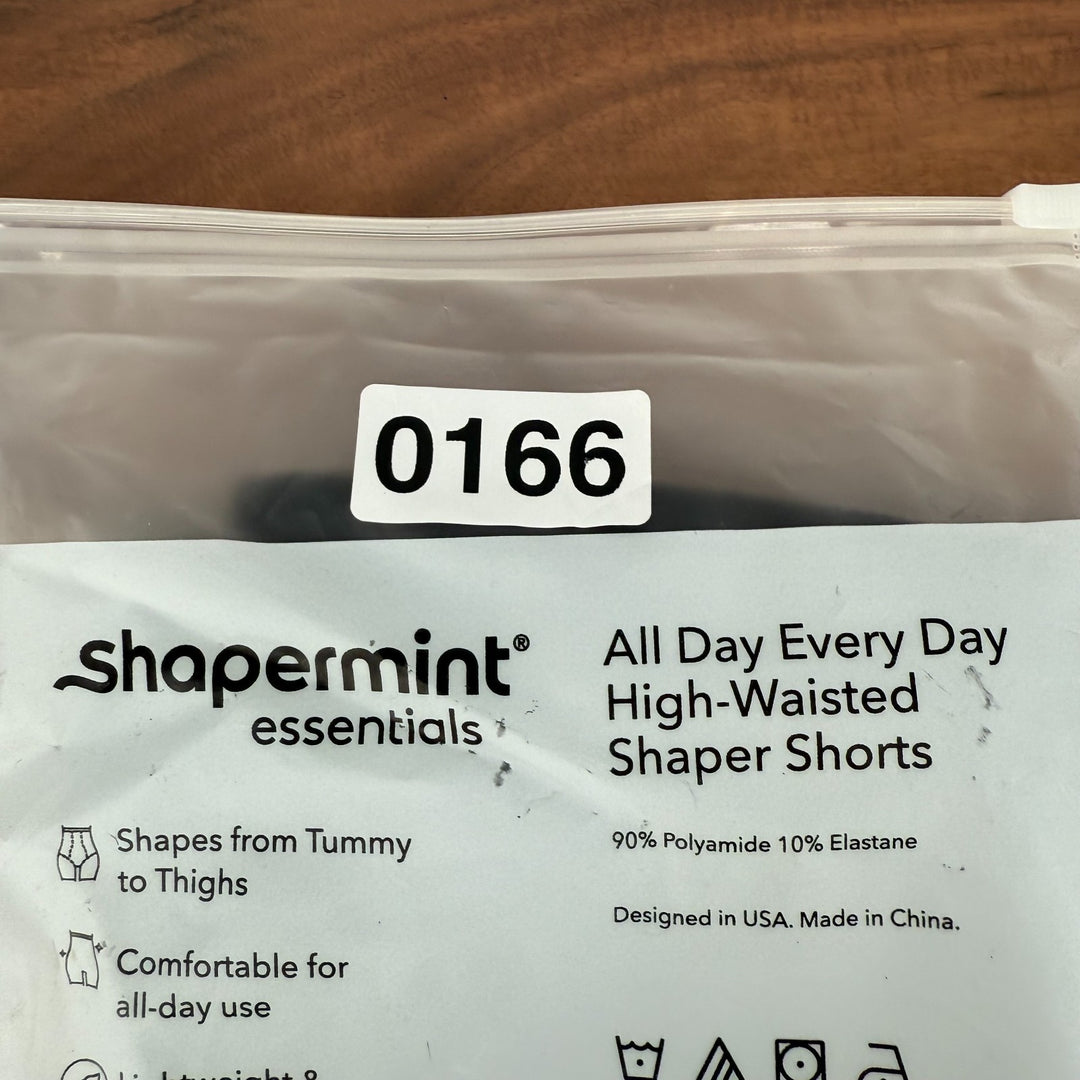 0166
shapermint®
essentials
All Day Every Day
High-Waisted
Shaper Shorts
Shapes from Tummy
to Thighs
Comfortable for
all-day use
Lightweight &
90% Polyamide 10% Elastane
Designed in USA. Made in China.